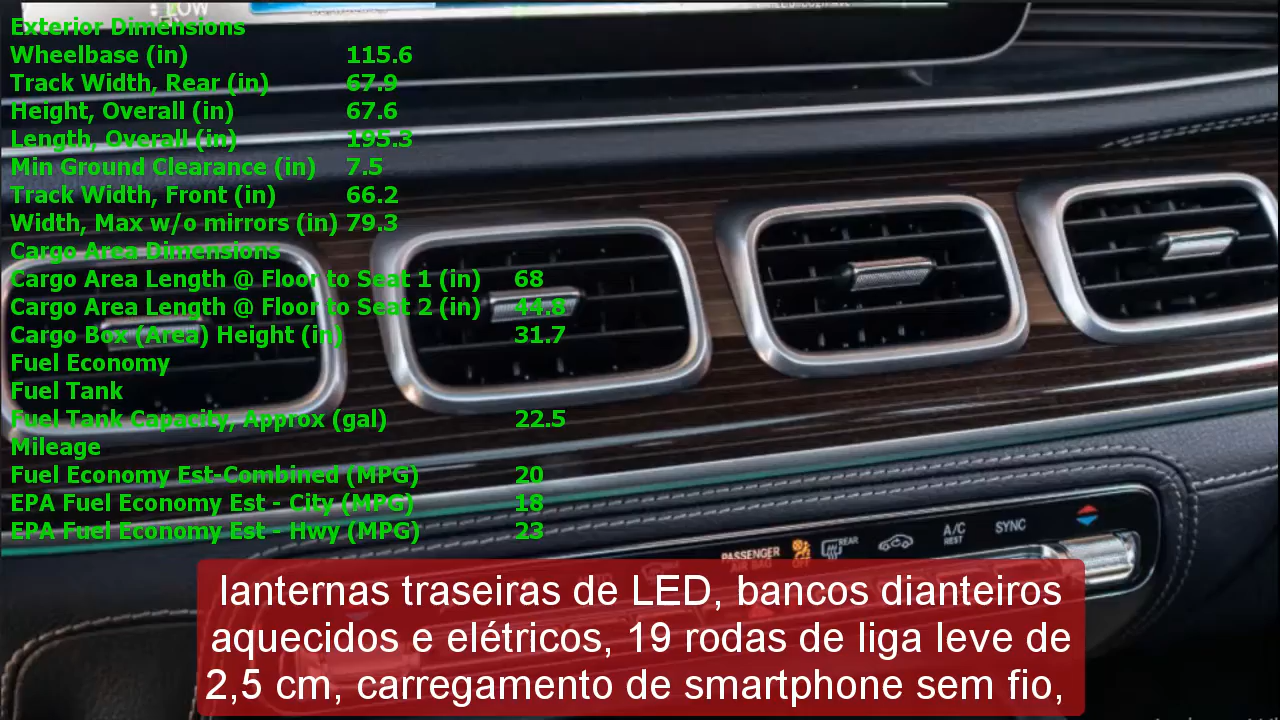 LOW
Exterior Dimensions
Wheelbase (in) 115.6
Track Width, Rear (in) 67.9
Height, Overall (in) 67.6
Length, Overall (in) 195.3
Min Ground Clearance (in) 7.5
Track Width, Front (in) 66.2
Width, Max w/o mirrors (in) 79.3
Cargo Area Dimensions
Cargo Area Length @ Floor to Seat 1 (in) 68
Cargo Area Length @ Floor to Seat 2 (in) 44.8
Cargo Box (Area) Height (in) 31.7
Fuel Economy
Fuel Tank
Fuel Tank Capacity, Approx (gal) 22.5
Mileage
Fuel Economy Est-Combined (MPG) 20
EPA Fuel Economy Est - City (MPG) 18
EPA Fuel Economy Est - Hwy (MPG) 23
PASSENGER
AIR BAG OFF
REAR
A/C
REST
SYNC
lanternas traseiras de LED, bancos dianteiros
aquecidos e elétricos, 19 rodas de liga leve de
2,5 cm, carregamento de smartphone sem fio,